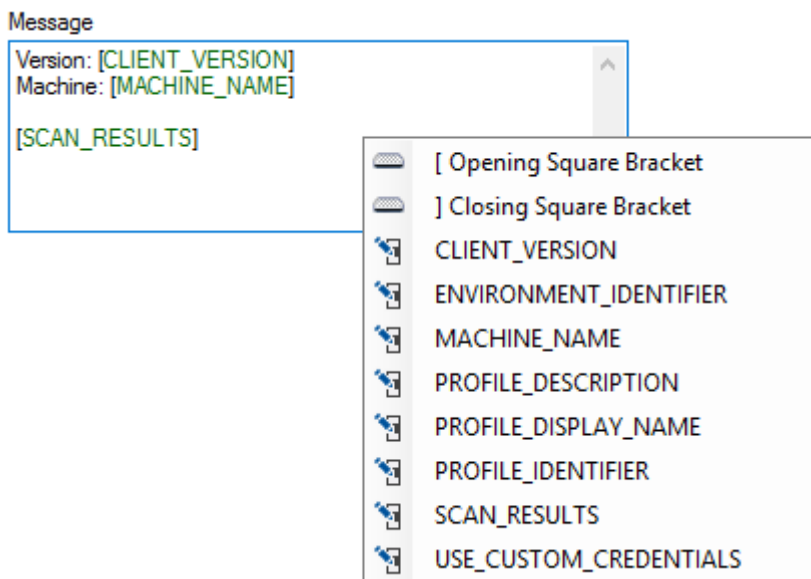 Message
Version: [CLIENT_VERSION]
Machine: [MACHINE_NAME]
[SCAN_RESULTS]
[ Opening Square Bracket
] Closing Square Bracket
CLIENT_VERSION
ENVIRONMENT_IDENTIFIER
MACHINE_NAME
PROFILE_DESCRIPTION
PROFILE_DISPLAY_NAME
PROFILE_IDENTIFIER
SCAN_RESULTS
USE_CUSTOM_CREDENTIALS